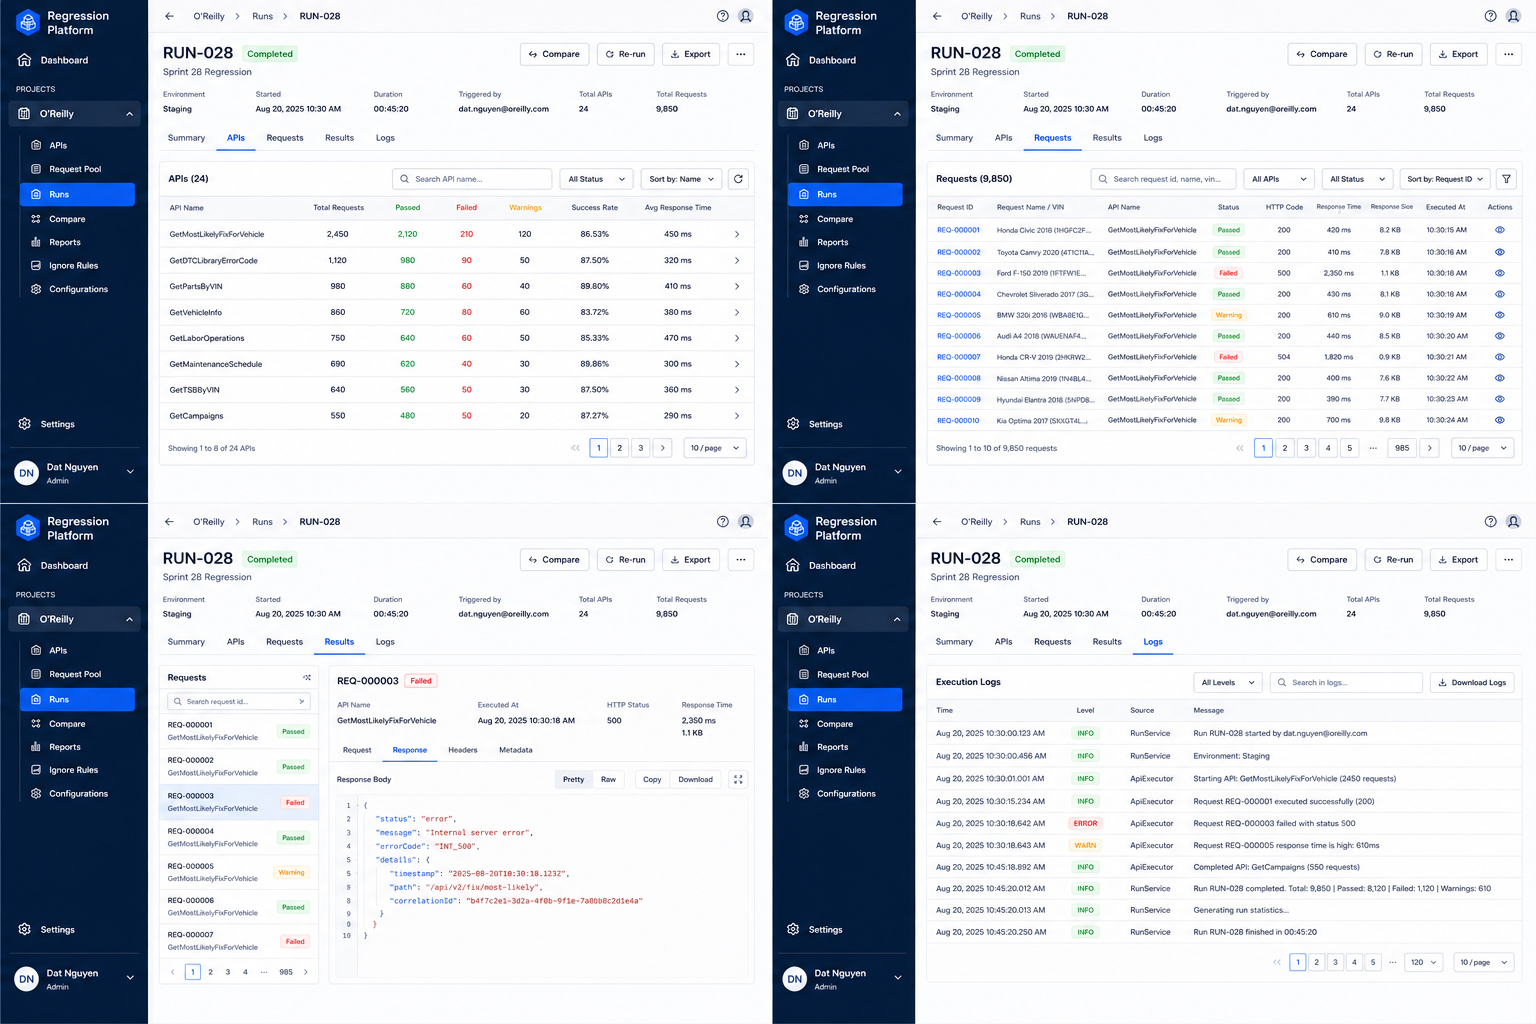 Regression
Platform
Dashboard
PROJECTS
O'Reilly
APIs
Request Pool
Runs
Compare
Reports
Ignore Rules
Configurations
Settings
DN
Dat Nguyen
Admin
O'Reilly > Runs > RUN-028
RUN-028 Completed
Compare Re-run Export ...
Sprint 28 Regression
Environment Started Duration Triggered by Total APIs Total Requests
Staging Aug 20, 2025 10:30 AM 00:45:20 dat.nguyen@oreilly.com 24 9,850
Summary APIs Requests Results Logs
APIs (24) Search API name... All Status Sort by: Name
API Name Total Requests Passed Failed Warnings Success Rate Avg Response Time
GetMostLikelyFixForVehicle 2,450 2,120 210 120 86.53% 450 ms
GetDTCLibraryErrorCode 1,120 980 90 50 87.50% 320 ms
GetPartsByVIN 980 880 60 40 89.80% 410 ms
GetVehicleInfo 860 720 80 60 83.72% 380 ms
GetLaborOperations 750 640 60 50 85.33% 470 ms
GetMaintenanceSchedule 690 620 40 30 89.86% 300 ms
GetTSBByVIN 640 560 50 30 87.50% 360 ms
GetCampaigns 550 480 50 20 87.27% 290 ms
Showing 1 to 8 of 24 APIs << 1 2 3 > 10 / page
Regression
Platform
Dashboard
PROJECTS
O'Reilly
APIs
Request Pool
Runs
Compare
Reports
Ignore Rules
Configurations
Settings
DN
Dat Nguyen
Admin
O'Reilly > Runs > RUN-028
RUN-028 Completed
Compare Re-run Export ...
Sprint 28 Regression
Environment Started Duration Triggered by Total APIs Total Requests
Staging Aug 20, 2025 10:30 AM 00:45:20 dat.nguyen@oreilly.com 24 9,850
Summary APIs Requests Results Logs
Requests (9,850) Search request id, name, vin... All APIs All Status Sort by: Request ID
Request ID Request Name / VIN API Name Status HTTP Code Response Time Response Size Executed At Actions
REQ-000001 Honda Civic 2018 (1HGFC2F... GetMostLikelyFixForVehicle Passed 200 420 ms 8.2 KB 10:30:15 AM
REQ-000002 Toyota Camry 2020 (4T1C11A... GetMostLikelyFixForVehicle Passed 200 410 ms 7.8 KB 10:30:16 AM
REQ-000003 Ford F-150 2019 (1FTFW1E... GetMostLikelyFixForVehicle Failed 500 2,350 ms 1.1 KB 10:30:18 AM
REQ-000004 Chevrolet Silverado 2017 (3G... GetMostLikelyFixForVehicle Passed 200 430 ms 8.1 KB 10:30:18 AM
REQ-000005 BMW 320i 2016 (WBA8E1G... GetMostLikelyFixForVehicle Warning 200 610 ms 9.0 KB 10:30:19 AM
REQ-000006 Audi A4 2018 (WAUENAF4... GetMostLikelyFixForVehicle Passed 200 440 ms 8.5 KB 10:30:20 AM
REQ-000007 Honda CR-V 2019 (2HKRW2... GetMostLikelyFixForVehicle Failed 504 1,820 ms 0.9 KB 10:30:21 AM
REQ-000008 Nissan Altima 2019 (1N4BL4... GetMostLikelyFixForVehicle Passed 200 400 ms 7.6 KB 10:30:22 AM
REQ-000009 Hyundai Elantra 2018 (5NPD8... GetMostLikelyFixForVehicle Passed 200 390 ms 7.7 KB 10:30:23 AM
REQ-000010 Kia Optima 2017 (5XXGT4L... GetMostLikelyFixForVehicle Warning 200 700 ms 9.8 KB 10:30:24 AM
Showing 1 to 10 of 9,850 requests << 1 2 3 4 5 ... 985 > 10 / page
Regression
Platform
Dashboard
PROJECTS
O'Reilly
APIs
Request Pool
Runs
Compare
Reports
Ignore Rules
Configurations
Settings
DN
Dat Nguyen
Admin
O'Reilly > Runs > RUN-028
RUN-028 Completed
Compare Re-run Export ...
Sprint 28 Regression
Environment Started Duration Triggered by Total APIs Total Requests
Staging Aug 20, 2025 10:30 AM 00:45:20 dat.nguyen@oreilly.com 24 9,850
Summary APIs Requests Results Logs
Requests
Search request id...
REQ-000001
GetMostLikelyFixForVehicle Passed
REQ-000002
GetMostLikelyFixForVehicle Passed
REQ-000003
GetMostLikelyFixForVehicle Failed
REQ-000004
GetMostLikelyFixForVehicle Passed
REQ-000005
GetMostLikelyFixForVehicle Warning
REQ-000006
GetMostLikelyFixForVehicle Passed
REQ-000007
GetMostLikelyFixForVehicle Failed
< 1 2 3 4 ... 985 >
REQ-000003 Failed
API Name Executed At HTTP Status Response Time
GetMostLikelyFixForVehicle Aug 20, 2025 10:30:18 AM 500 2,350 ms
1.1 KB
Request Response Headers Metadata
Response Body Pretty Raw Copy Download
1 {
2 "status": "error",
3 "message": "Internal server error",
4 "errorCode": "INT_500",
5 "details": {
5 "timestamp": "2025-08-20T10:30:18.123Z",
6 "path": "/api/v2/fix/most-likely",
8 "correlationId": "b4f7c2e1-3d2a-4f0b-9f1e-7a0bb8c2d1e4a"
9 }
9 }
10 }
Regression
Platform
Dashboard
PROJECTS
O'Reilly
APIs
Request Pool
Runs
Compare
Reports
Ignore Rules
Configurations
Settings
DN
Dat Nguyen
Admin
O'Reilly > Runs > RUN-028
RUN-028 Completed
Compare Re-run Export ...
Sprint 28 Regression
Environment Started Duration Triggered by Total APIs Total Requests
Staging Aug 20, 2025 10:30 AM 00:45:20 dat.nguyen@oreilly.com 24 9,850
Summary APIs Requests Results Logs
Execution Logs All Levels Search in logs... Download Logs
Time Level Source Message
Aug 20, 2025 10:30:00.123 AM INFO RunService Run RUN-028 started by dat.nguyen@oreilly.com
Aug 20, 2025 10:30:00.456 AM INFO RunService Environment: Staging
Aug 20, 2025 10:30:01.001 AM INFO ApiExecutor Starting API: GetMostLikelyFixForVehicle (2450 requests)
Aug 20, 2025 10:30:15.234 AM INFO ApiExecutor Request REQ-000001 executed successfully (200)
Aug 20, 2025 10:30:18.642 AM ERROR ApiExecutor Request REQ-000003 failed with status 500
Aug 20, 2025 10:30:18.643 AM WARN ApiExecutor Request REQ-000005 response time is high: 610ms
Aug 20, 2025 10:45:18.892 AM INFO ApiExecutor Completed API: GetCampaigns (550 requests)
Aug 20, 2025 10:45:20.012 AM INFO RunService Run RUN-028 completed. Total: 9,850 | Passed: 8,120 | Failed: 1,120 | Warnings: 610
Aug 20, 2025 10:45:20.013 AM INFO RunService Generating run statistics...
Aug 20, 2025 10:45:20.250 AM INFO RunService Run RUN-028 finished in 00:45:20
<< 1 2 3 4 5 ... 120 10 / page